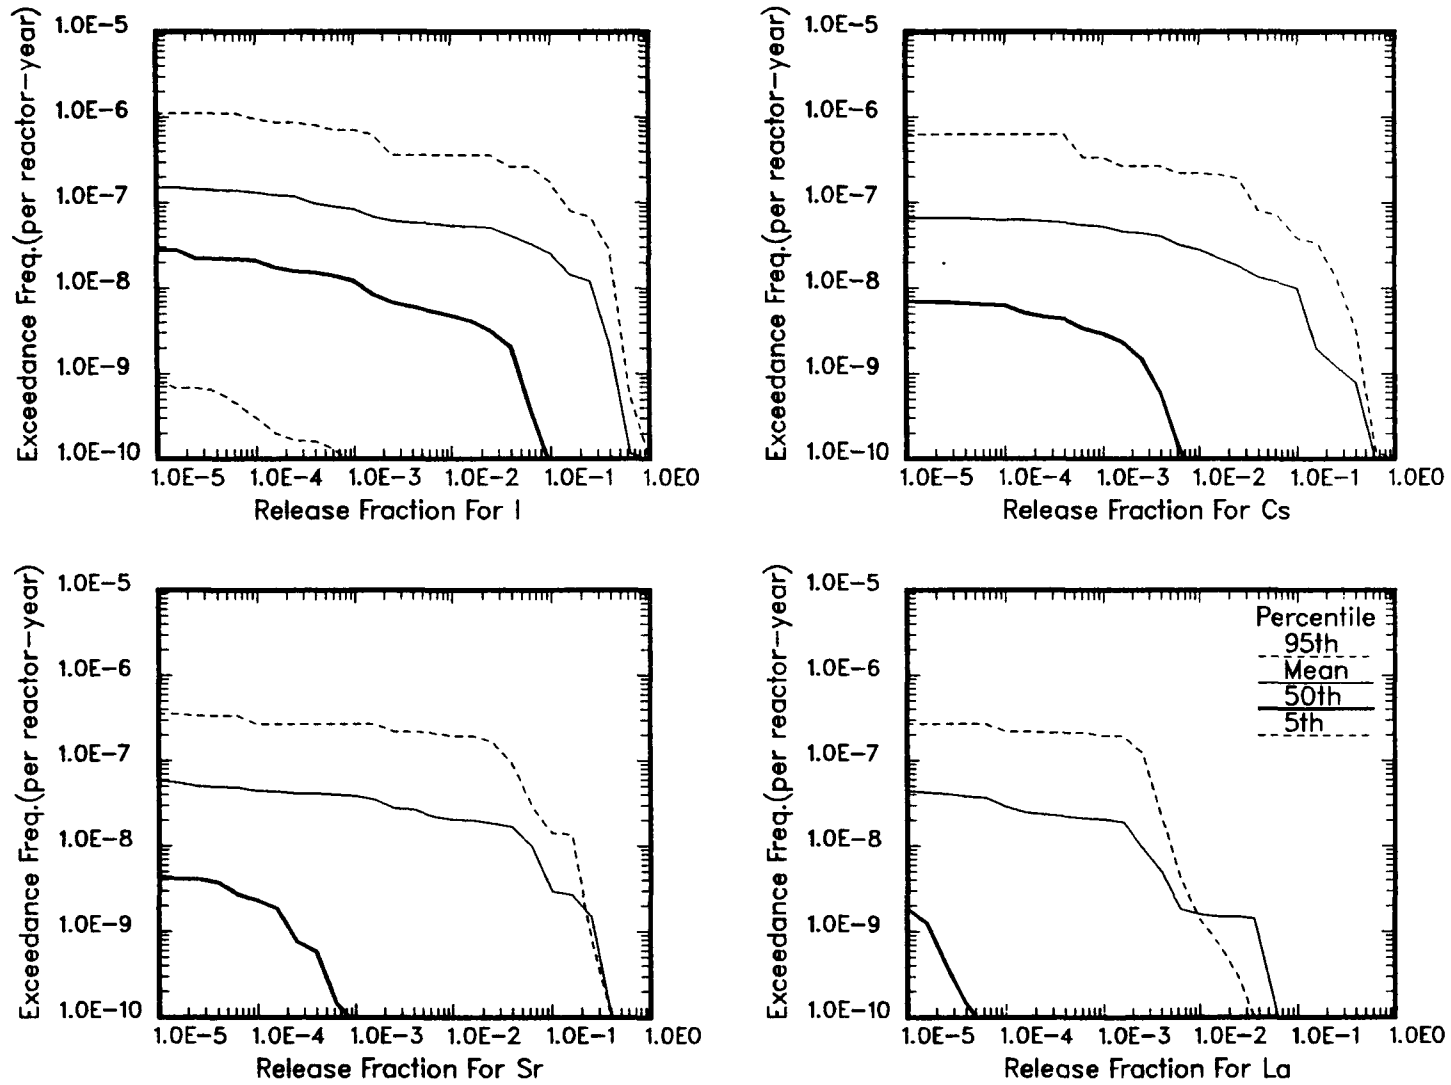 Exceedance Freq.(per reactor-year)
1.0E-5
1.0E-6
1.0E-7
1.0E-8
1.0E-9
1.0E-10
1.0E-5 1.0E-4 1.0E-3 1.0E-2 1.0E-1 1.0E0
Release Fraction For I
Exceedance Freq.(per reactor-year)
1.0E-5
1.0E-6
1.0E-7
1.0E-8
1.0E-9
1.0E-10
1.0E-5 1.0E-4 1.0E-3 1.0E-2 1.0E-1 1.0E0
Release Fraction For Cs
Exceedance Freq.(per reactor-year)
1.0E-5
1.0E-6
1.0E-7
1.0E-8
1.0E-9
1.0E-10
1.0E-5 1.0E-4 1.0E-3 1.0E-2 1.0E-1 1.0E0
Release Fraction For Sr
Exceedance Freq.(per reactor-year)
1.0E-5
1.0E-6
1.0E-7
1.0E-8
1.0E-9
1.0E-10
Percentile
95th
Mean
50th
5th
1.0E-5 1.0E-4 1.0E-3 1.0E-2 1.0E-1 1.0E0
Release Fraction For La